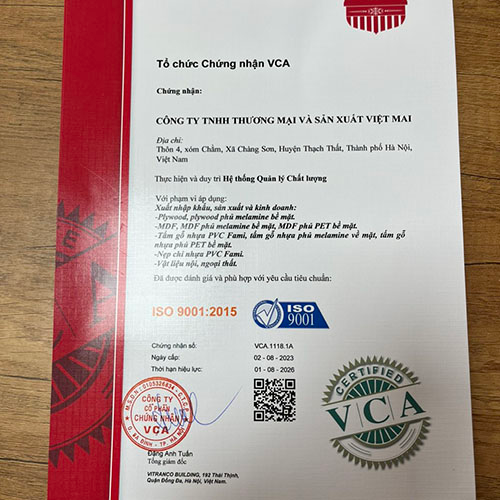 Tổ chức Chứng nhận VCA
Chứng nhận:
CÔNG TY TNHH THƯƠNG MẠI VÀ SẢN XUẤT VIỆT MAI
Địa chỉ:
Thôn 4, xóm Chằm, Xã Chàng Sơn, Huyện Thạch Thất, Thành phố Hà Nội,
Việt Nam
Thực hiện và duy trì Hệ thống Quản lý Chất lượng
Với phạm vi áp dụng:
Xuất nhập khẩu, sản xuất và kinh doanh:
-Plywood, plywood phủ melamine bề mặt.
-MDF, MDF phủ melamine bề mặt, MDF phủ PET bề mặt.
-Tấm gỗ nhựa PVC Fami, tấm gỗ nhựa phủ melamine về mặt, tấm gỗ
nhựa phủ PET bề mặt.
-Nẹp chỉ nhựa PVC Fami.
-Vật liệu nội, ngoại thất.
Đã được đánh giá và phù hợp với yêu cầu tiêu chuẩn:
ISO 9001:2015
ISO
9001
Chứng nhận số: VCA.1118.1A
Ngày cấp: 02 - 08 - 2023
Thời hạn hiệu lực: 01 - 08 - 2026
CÔNG TY
CỔ PHẦN
CHỨNG NHẬN
VCA
CERTIFIED
VCA
Đặng Anh Tuấn
Tổng giám đốc
VITRANCO BUILDING, 192 Thái Thịnh,
Quận Đống Đa, Hà Nội, Việt Nam.